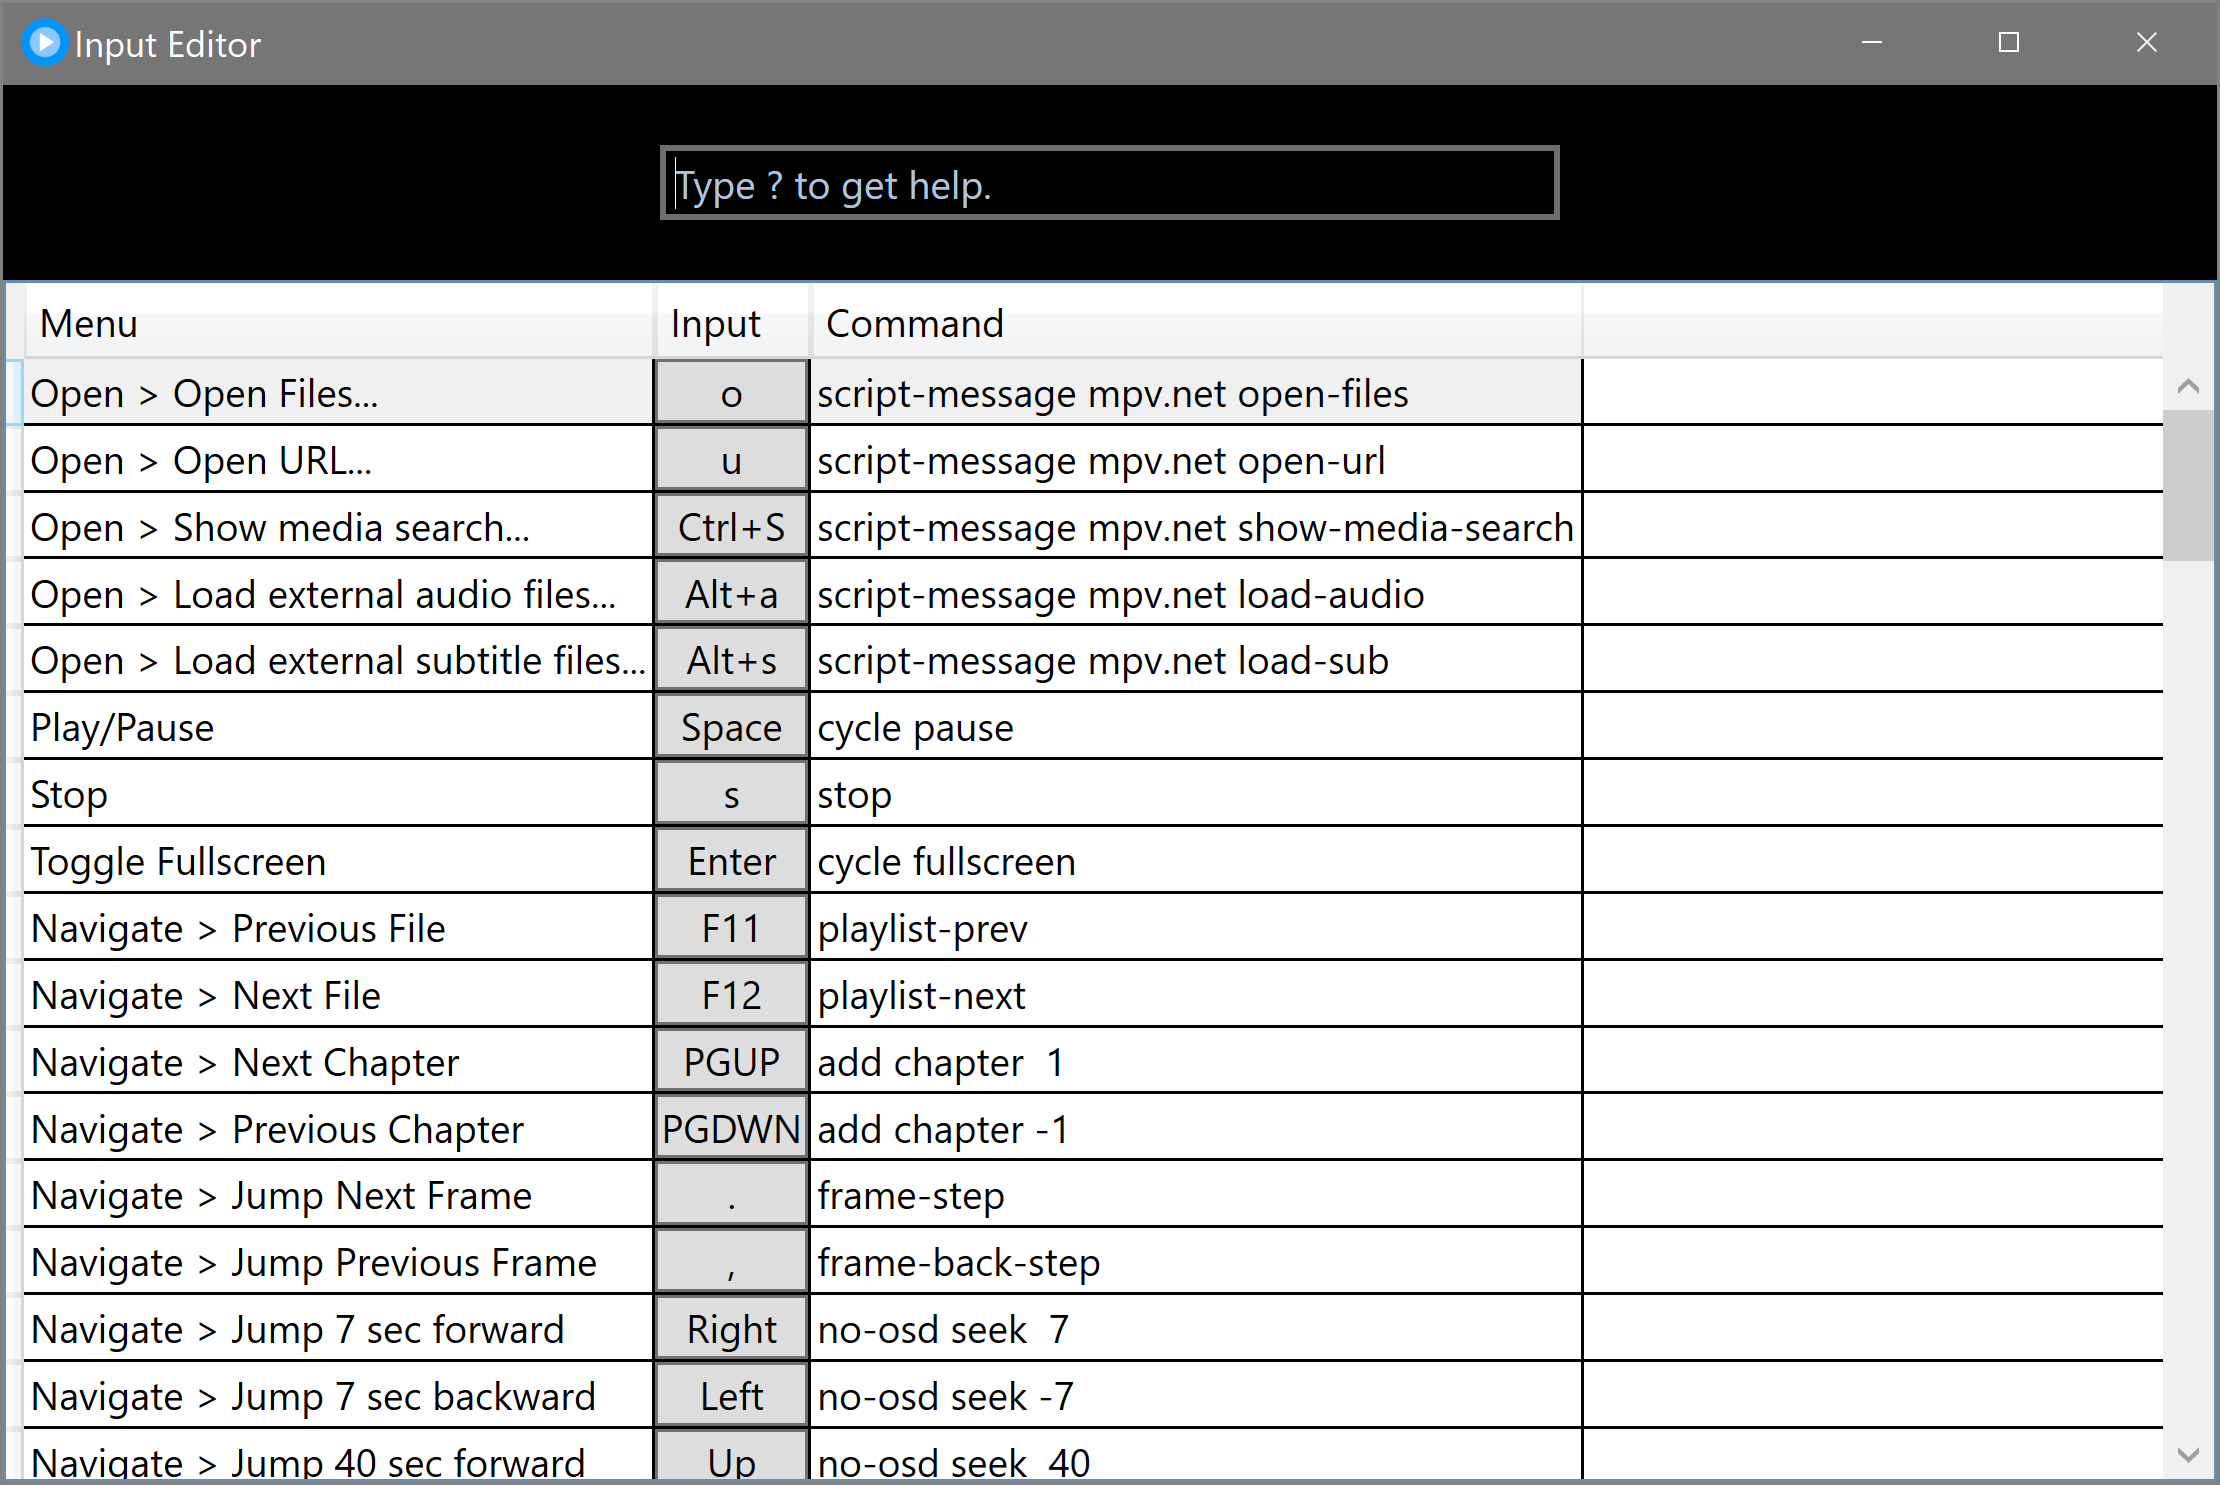 Input Editor
Type ? to get help.
Menu Input Command
Open > Open Files... o script-message mpv.net open-files
Open > Open URL... u script-message mpv.net open-url
Open > Show media search... Ctrl+S script-message mpv.net show-media-search
Open > Load external audio files... Alt+a script-message mpv.net load-audio
Open > Load external subtitle files... Alt+s script-message mpv.net load-sub
Play/Pause Space cycle pause
Stop s stop
Toggle Fullscreen Enter cycle fullscreen
Navigate > Previous File F11 playlist-prev
Navigate > Next File F12 playlist-next
Navigate > Next Chapter PGUP add chapter  1
Navigate > Previous Chapter PGDWN add chapter -1
Navigate > Jump Next Frame . frame-step
Navigate > Jump Previous Frame , frame-back-step
Navigate > Jump 7 sec forward Right no-osd seek  7
Navigate > Jump 7 sec backward Left no-osd seek -7
Navigate > Jump 40 sec forward Up no-osd seek  40